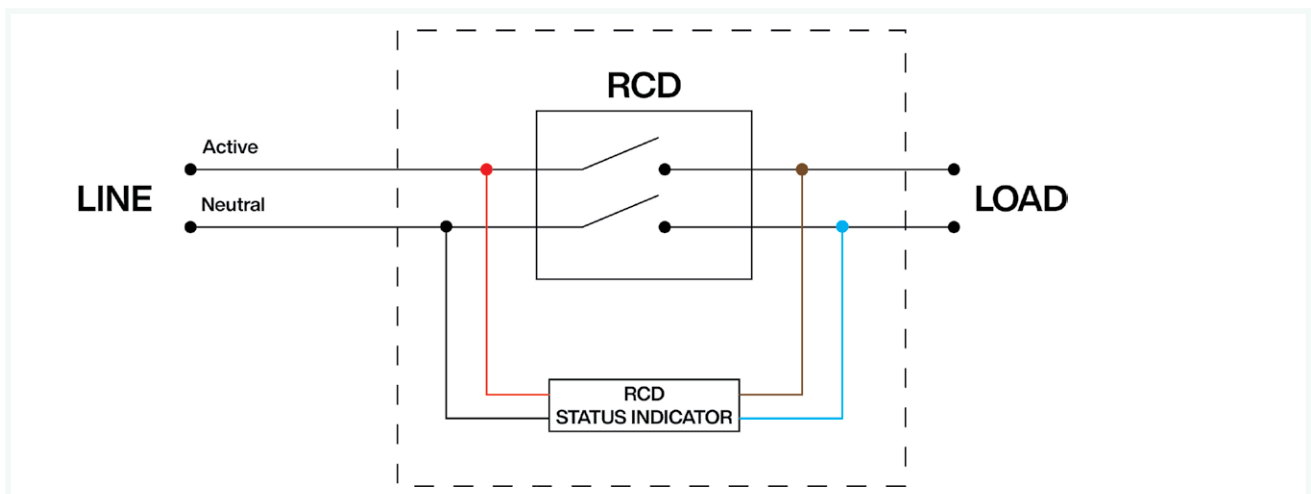 RCD
Active
LINE
Neutral
LOAD
RCD
STATUS INDICATOR